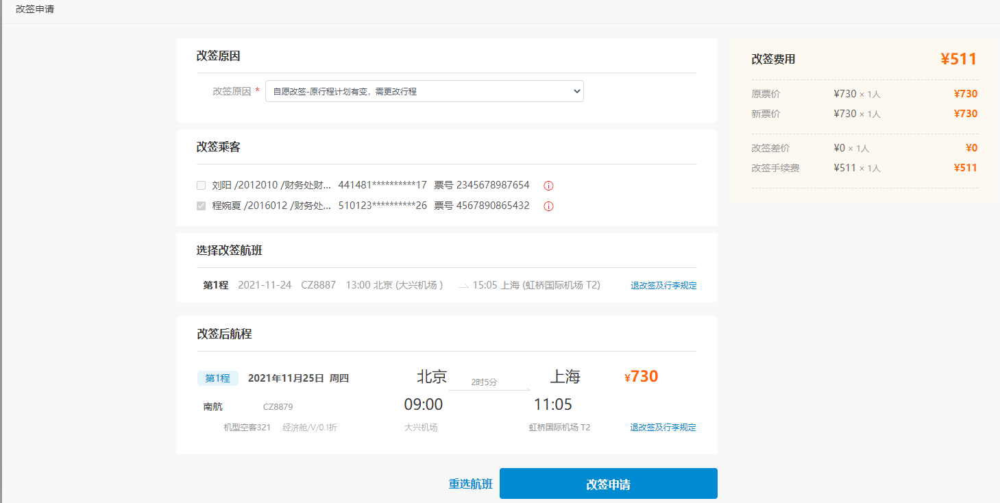 改签申请
改签原因
改签原因 * 自愿改签-原行程计划有变，需更改行程
改签乘客
刘阳 /2012010 /财务处财... 441481**********17 票号 2345678987654
程婉夏 /2016012 /财务处... 510123**********26 票号 4567890865432
选择改签航班
第1程 2021-11-24 CZ8887 13:00 北京 (大兴机场 ) 15:05 上海 (虹桥国际机场 T2) 退改签及行李规定
改签后航程
第1程 2021年11月25日 周四 北京 2时5分 上海 ¥730
南航 CZ8879 09:00 11:05
机型空客321 经济舱/V/0.1折 大兴机场 虹桥国际机场 T2 退改签及行李规定
重选航班 改签申请
改签费用 ¥511
原票价 ¥730 × 1人 ¥730
新票价 ¥730 × 1人 ¥730
改签差价 ¥0 × 1人 ¥0
改签手续费 ¥511 × 1人 ¥511